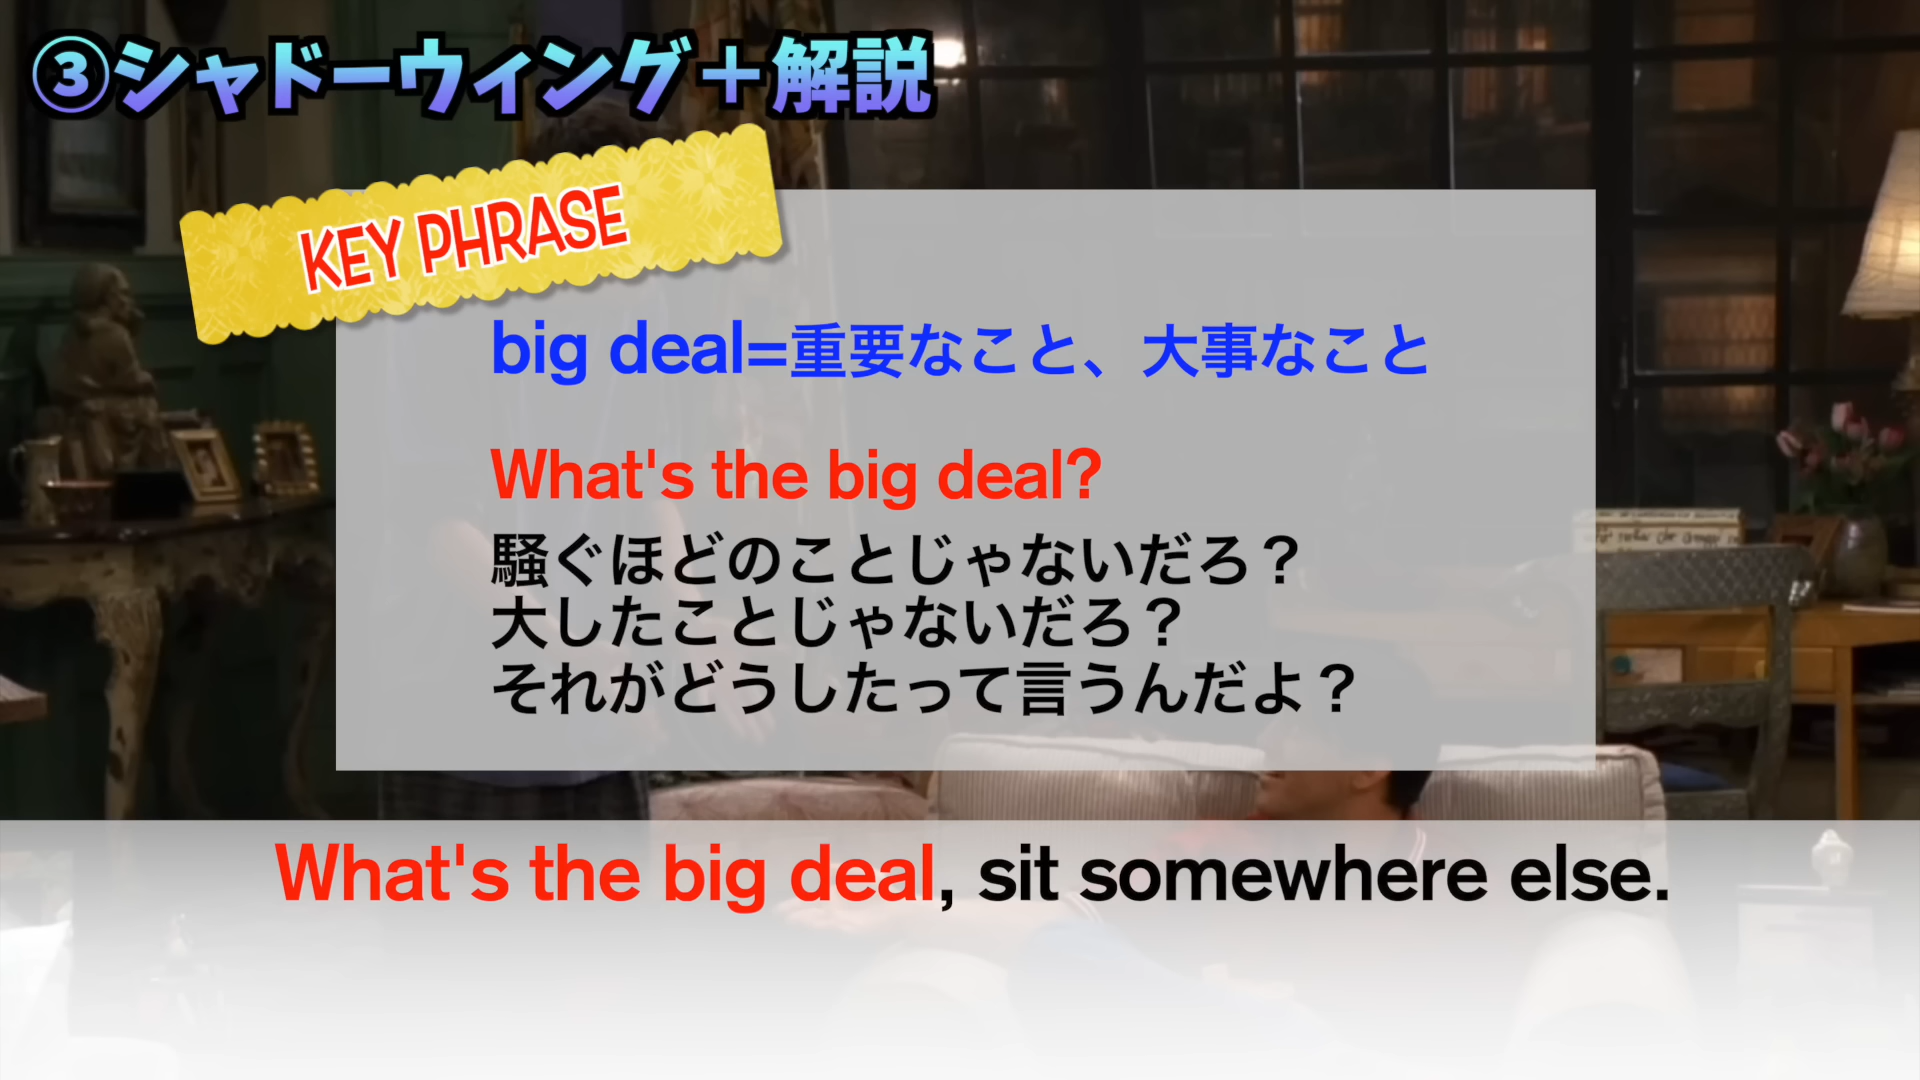 ③シャドーウィング＋解説
KEY PHRASE
big deal=重要なこと、大事なこと
What's the big deal?
騒ぐほどのことじゃないだろ？
大したことじゃないだろ？
それがどうしたって言うんだよ？
What's the big deal, sit somewhere else.